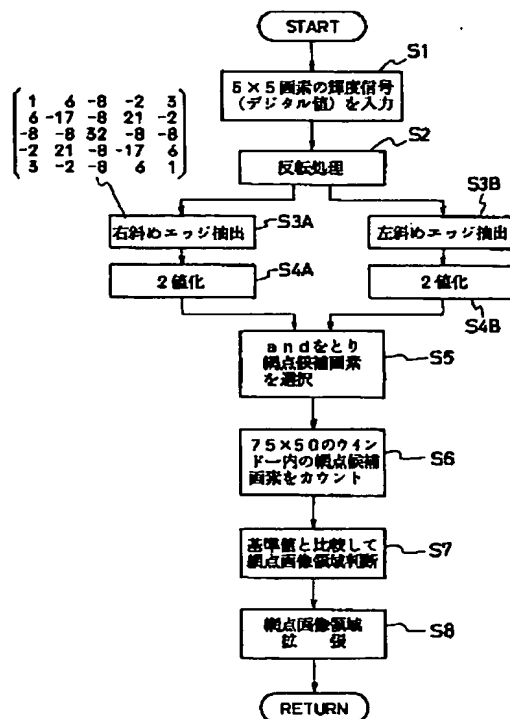 START
S1
5×5画素の輝度信号
(デジタル値)を入力
S2
反転処理
1 6 -8 -2 3
6 -17 -8 21 -2
-8 -8 32 -8 -8
-2 21 -8 -17 6
3 -2 -8 6 1
右斜めエッジ抽出
S3A
左斜めエッジ抽出
S3B
2値化
S4A
2値化
S4B
andをとり
網点候補画素
を選択
S5
75×50のウィン
ドー内の網点候補
画素をカウント
S6
基準値と比較して
網点画像領域判断
S7
網点画像領域
拡 張
S8
RETURN